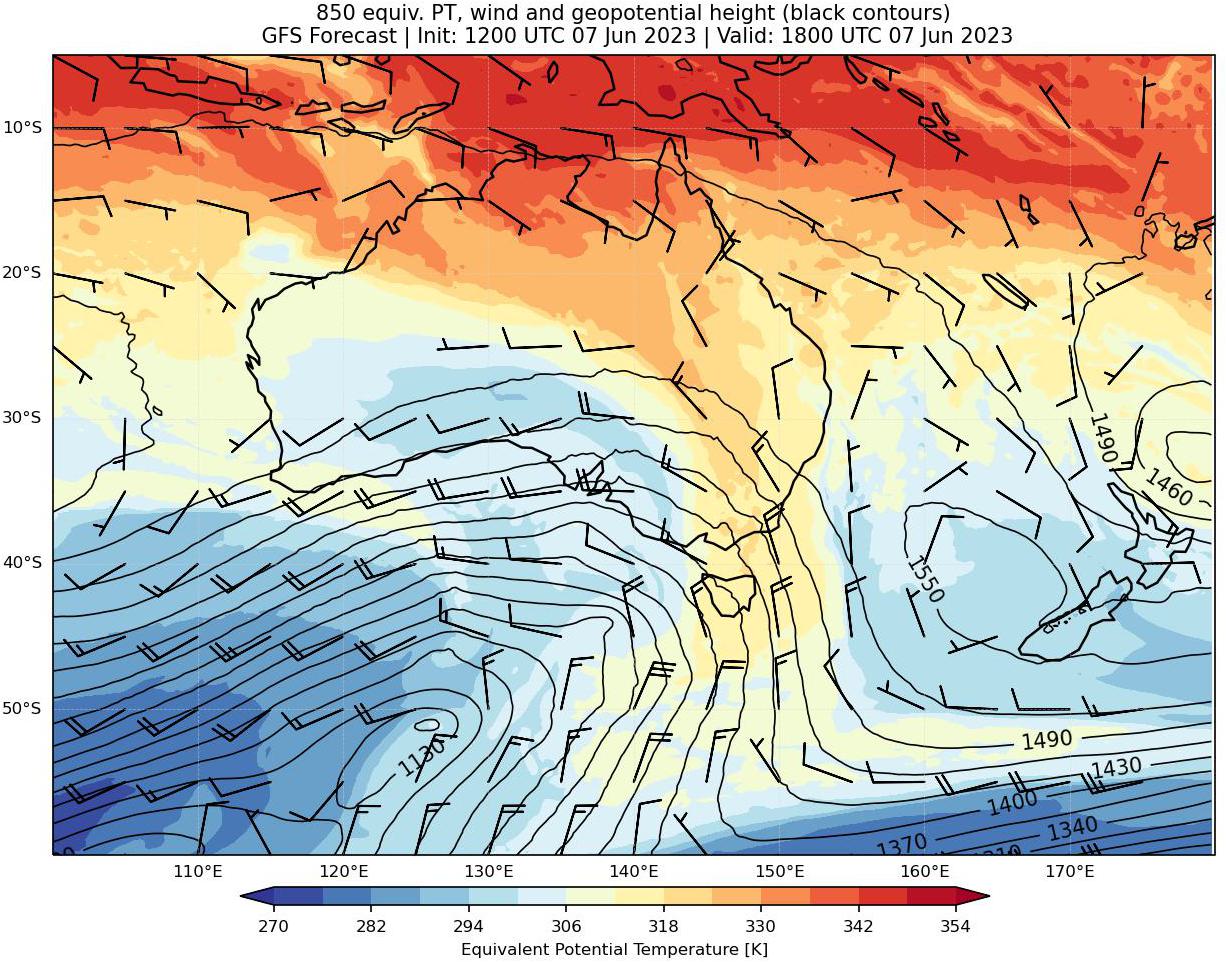 850 equiv. PT, wind and geopotential height (black contours)
GFS Forecast | Init: 1200 UTC 07 Jun 2023 | Valid: 1800 UTC 07 Jun 2023
10°S
20°S
30°S
40°S
50°S
1490
1460
1550
1130
1490
1430
1400
1340
1370
1310
110°E 120°E 130°E 140°E 150°E 160°E 170°E
270 282 294 306 318 330 342 354
Equivalent Potential Temperature [K]